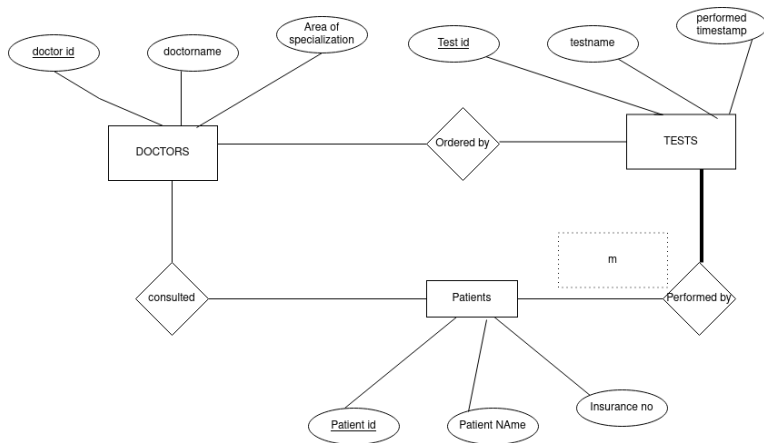 doctor id
doctorname
Area of
specialization
Test id
testname
performed
timestamp
DOCTORS
Ordered by
TESTS
m
consulted
Patients
Performed by
Patient id
Patient NAme
Insurance no